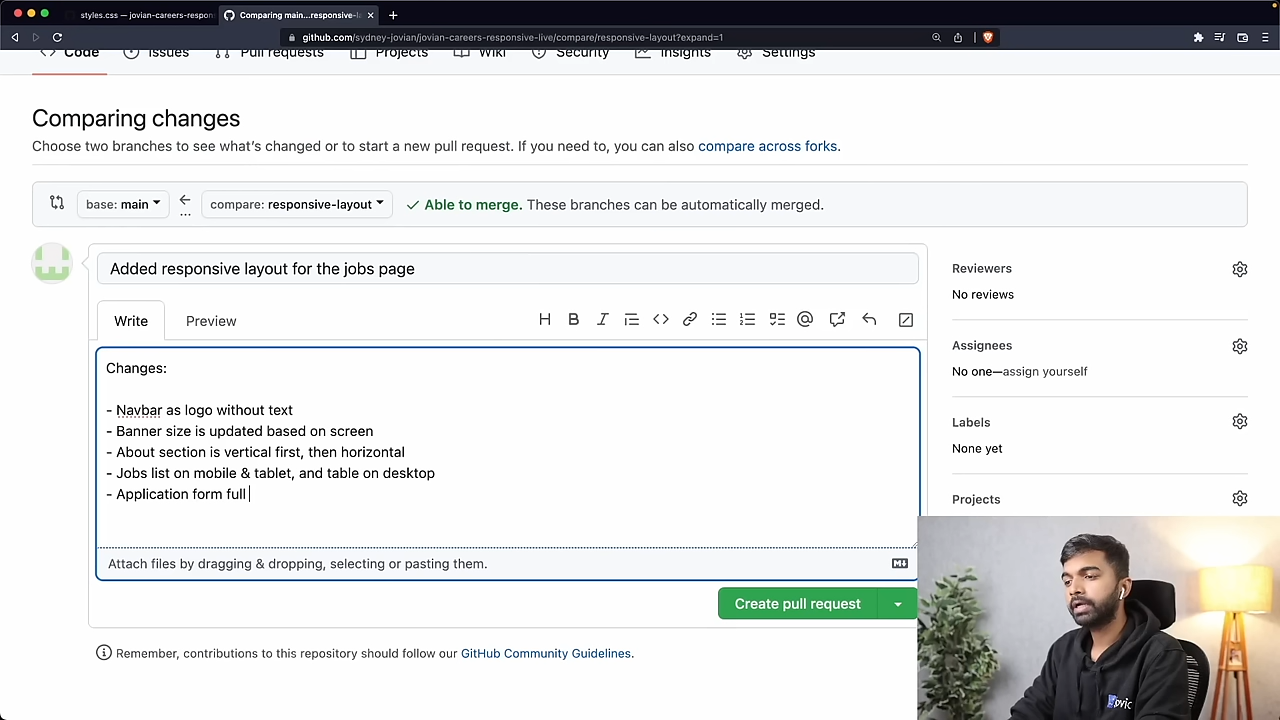 styles.css — jovian-careers-respon
Comparing main...responsive-l
github.com/sydney-jovian/jovian-careers-responsive-live/compare/responsive-layout?expand=1
Code Issues Pull requests Projects Wiki Security Insights Settings
Comparing changes
Choose two branches to see what's changed or to start a new pull request. If you need to, you can also compare across forks.
base: main compare: responsive-layout Able to merge. These branches can be automatically merged.
Added responsive layout for the jobs page
Write Preview
Changes:
- Navbar as logo without text
- Banner size is updated based on screen
- About section is vertical first, then horizontal
- Jobs list on mobile & tablet, and table on desktop
- Application form full
Attach files by dragging & dropping, selecting or pasting them.
Create pull request
Remember, contributions to this repository should follow our GitHub Community Guidelines.
Reviewers
No reviews
Assignees
No one—assign yourself
Labels
None yet
Projects